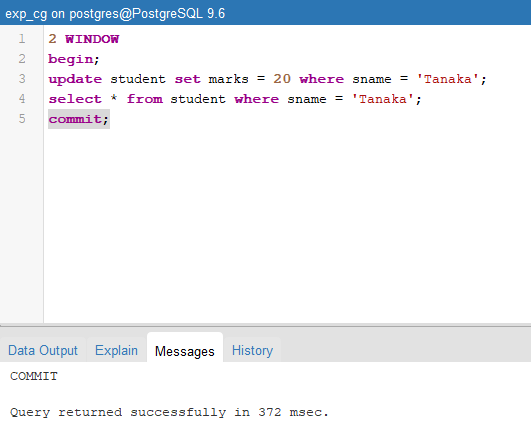 exp_cg on postgres@PostgreSQL 9.6
1 2 WINDOW
2 begin;
3 update student set marks = 20 where sname = 'Tanaka';
4 select * from student where sname = 'Tanaka';
5 commit;
Data Output Explain Messages History
COMMIT
Query returned successfully in 372 msec.